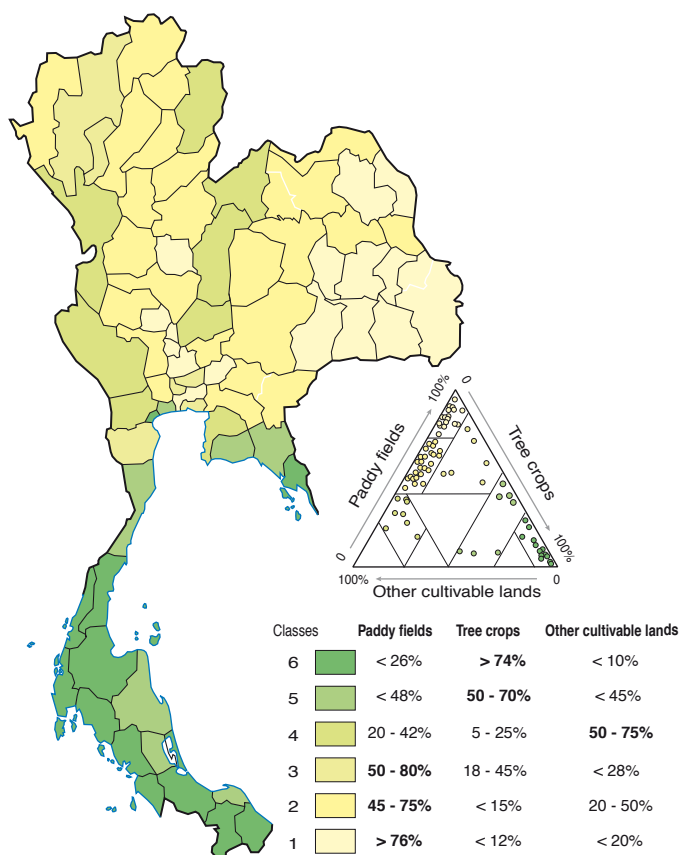 100%
0
Paddy fields
Tree crops
0
100%
100%
0
Other cultivable lands
Classes Paddy fields Tree crops Other cultivable lands
6 < 26% > 74% < 10%
5 < 48% 50 - 70% < 45%
4 20 - 42% 5 - 25% 50 - 75%
3 50 - 80% 18 - 45% < 28%
2 45 - 75% < 15% 20 - 50%
1 > 76% < 12% < 20%